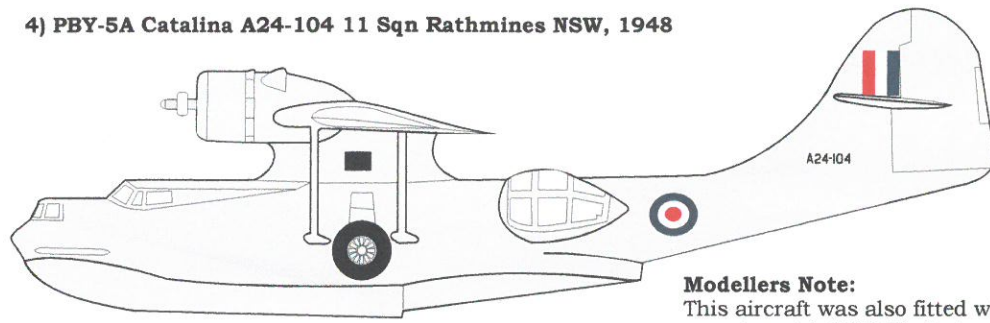 4) PBY-5A Catalina A24-104 11 Sqn Rathmines NSW, 1948
A24-104
Modellers Note:
This aircraft was also fitted w